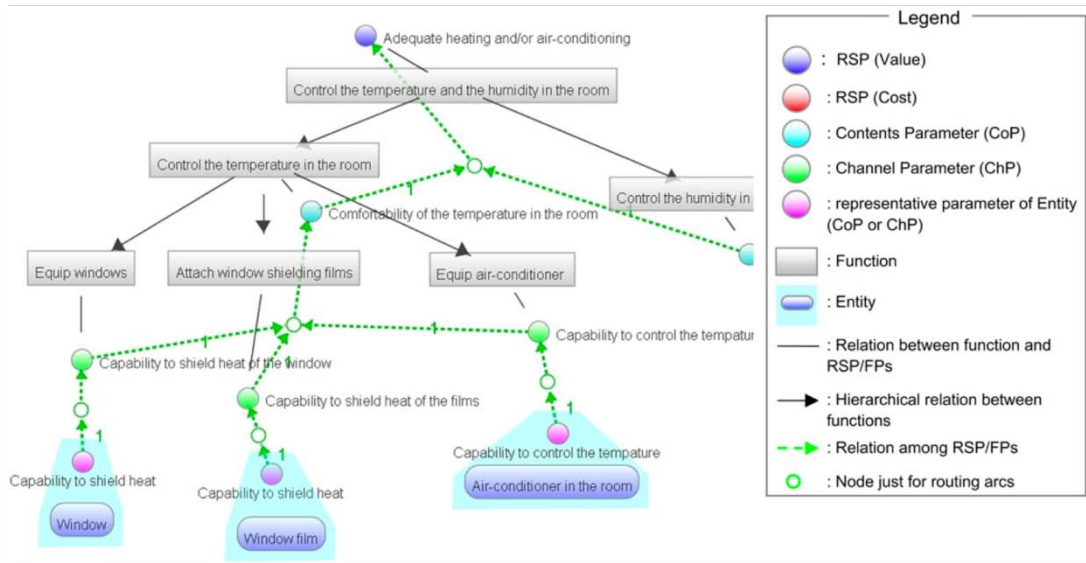 Adequate heating and/or air-conditioning
Control the temperature and the humidity in the room
Control the temperature in the room
Control the humidity in
1
1
Comfortability of the temperature in the room
Equip windows
Attach window shielding films
Equip air-conditioner
1
1
1
Capability to control the tempatur
Capability to shield heat of the window
Capability to shield heat of the films
1
1
1
Capability to shield heat
Capability to shield heat
Capability to control the tempature
Window
Window film
Air-conditioner in the room
Legend
: RSP (Value)
: RSP (Cost)
: Contents Parameter (CoP)
: Channel Parameter (ChP)
: representative parameter of Entity
(CoP or ChP)
: Function
: Entity
: Relation between function and
RSP/FPs
: Hierarchical relation between
functions
: Relation among RSP/FPs
: Node just for routing arcs